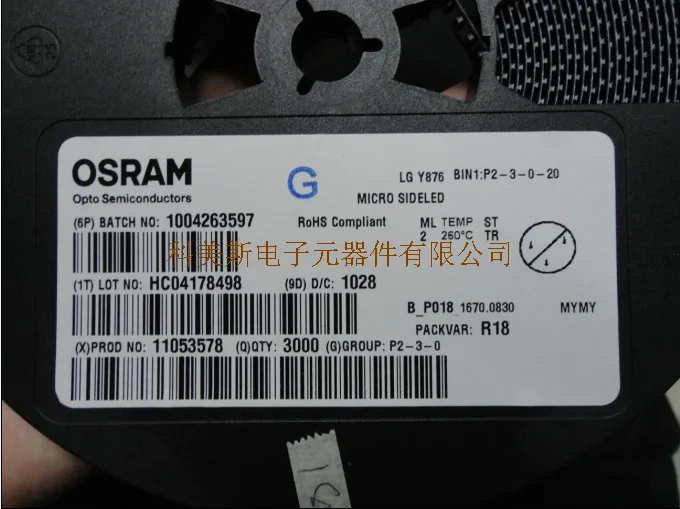 OSRAM
Opto Semiconductors
G
LG Y876 BIN1:P2-3-0-20
MICRO SIDELED
(6P) BATCH NO: 1004263597
RoHS Compliant
ML TEMP ST
2 260°C TR
科美斯电子元器件有限公司
(1T) LOT NO: HC04178498 (9D) D/C: 1028
B_P018 1670.0830 MYMY
PACKVAR: R18
(X)PROD NO: 11053578 (Q)QTY: 3000 (G)GROUP: P2-3-0